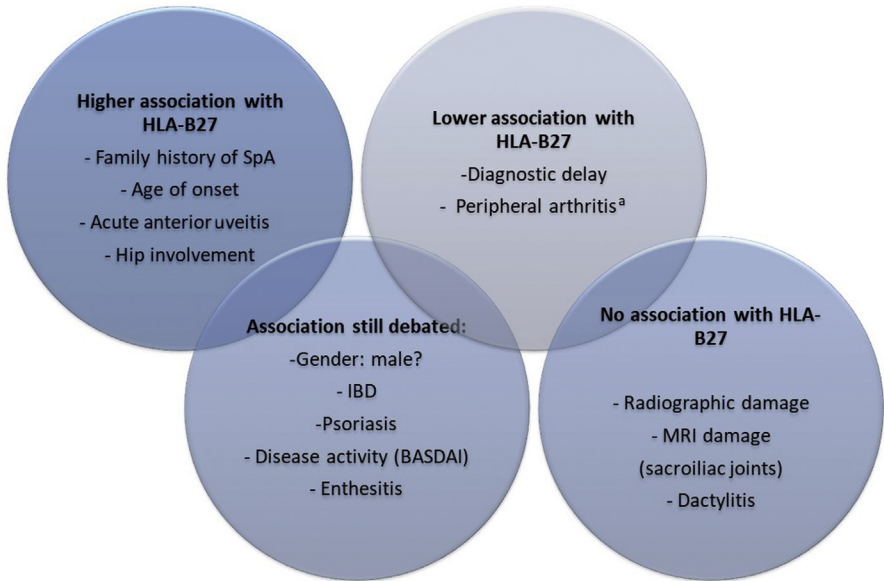 Higher association with
HLA-B27
- Family history of SpA
- Age of onset
- Acute anterior uveitis
- Hip involvement
Lower association with
HLA-B27
-Diagnostic delay
- Peripheral arthritisᵃ
Association still debated:
-Gender: male?
- IBD
-Psoriasis
- Disease activity (BASDAI)
- Enthesitis
No association with HLA-
B27
- Radiographic damage
- MRI damage
(sacroiliac joints)
- Dactylitis